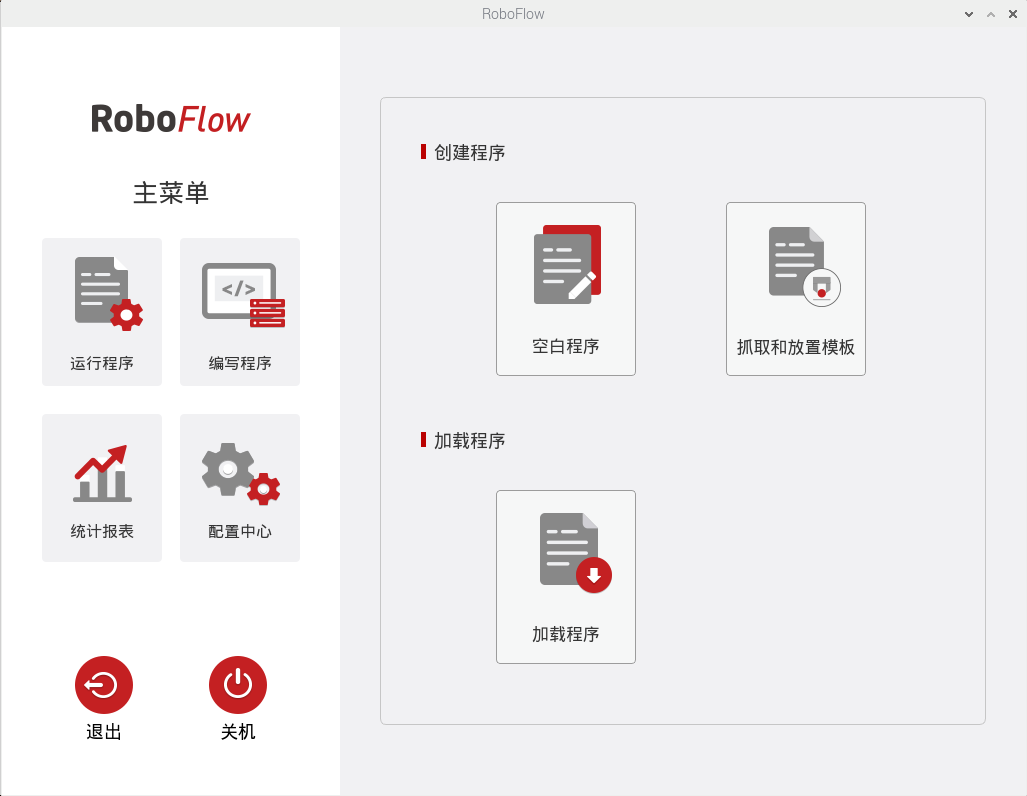 RoboFlow
RoboFlow
主菜单
运行程序
编写程序
</>
统计报表
配置中心
退出
关机
创建程序
空白程序
抓取和放置模板
加载程序
加载程序